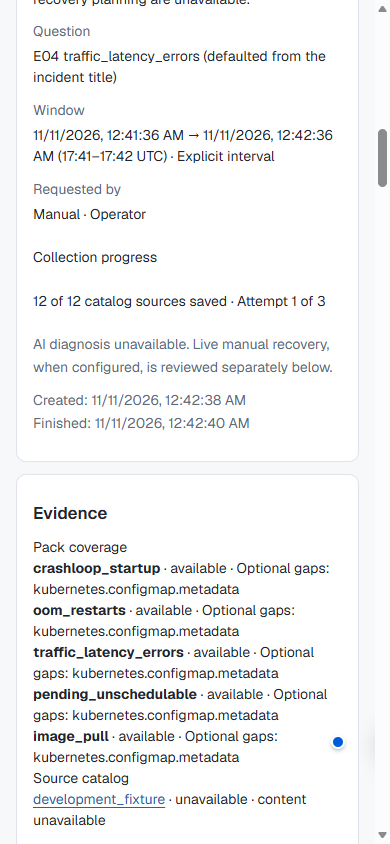 recovery planning are unavailable.
Question
E04 traffic_latency_errors (defaulted from the
incident title)
Window
11/11/2026, 12:41:36 AM → 11/11/2026, 12:42:36
AM (17:41–17:42 UTC) · Explicit interval
Requested by
Manual · Operator
Collection progress
12 of 12 catalog sources saved · Attempt 1 of 3
AI diagnosis unavailable. Live manual recovery,
when configured, is reviewed separately below.
Created: 11/11/2026, 12:42:38 AM
Finished: 11/11/2026, 12:42:40 AM
Evidence
Pack coverage
crashloop_startup · available · Optional gaps:
kubernetes.configmap.metadata
oom_restarts · available · Optional gaps:
kubernetes.configmap.metadata
traffic_latency_errors · available · Optional
gaps: kubernetes.configmap.metadata
pending_unschedulable · available · Optional
gaps: kubernetes.configmap.metadata
image_pull · available · Optional gaps:
kubernetes.configmap.metadata
Source catalog
development_fixture · unavailable · content
unavailable